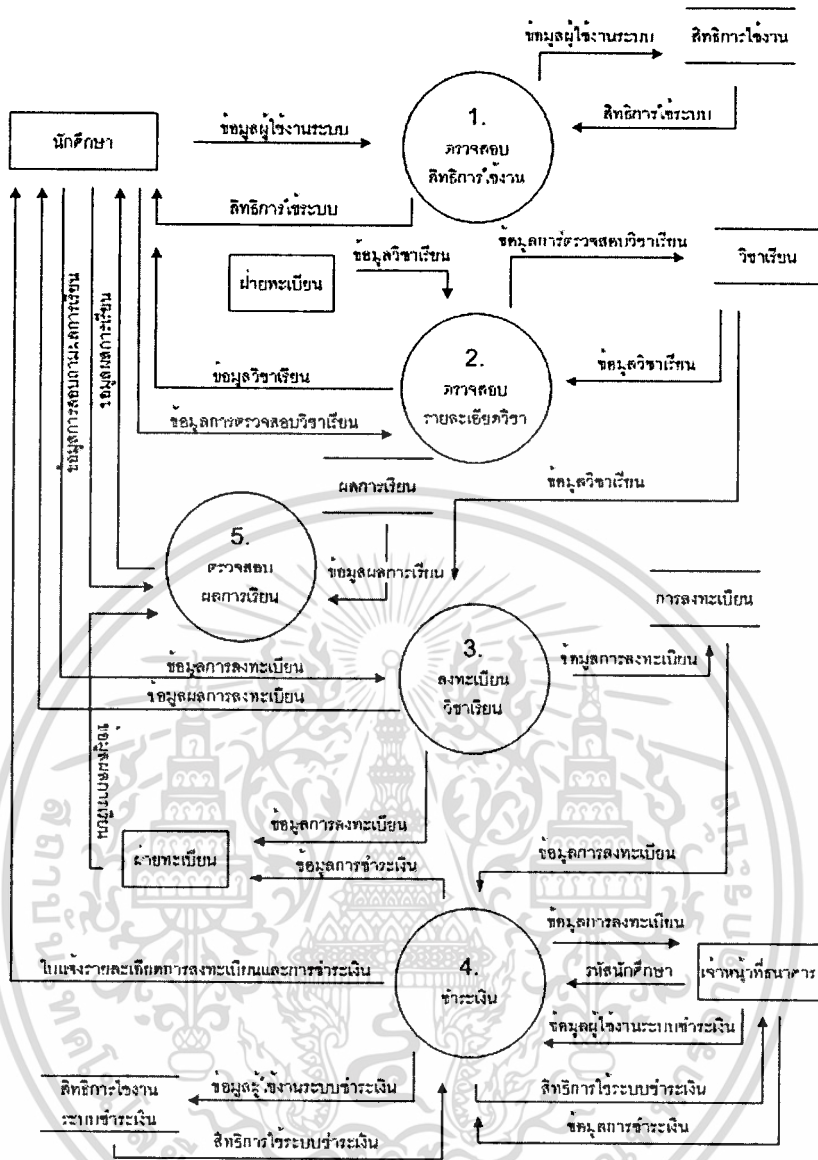 ข้อมูลผู้ใช้งานระบบ
สิทธิการใช้งาน
นักศึกษา
ข้อมูลผู้ใช้งานระบบ
1.
ตรวจสอบ
สิทธิการใช้งาน
สิทธิการใช้ระบบ
สิทธิการใช้ระบบ
ฝ่ายทะเบียน
ข้อมูลวิชาเรียน
ข้อมูลการตรวจสอบวิชาเรียน
วิชาเรียน
ข้อมูลการสอบถามผลการเรียน
ข้อมูลผลการเรียน
2.
ตรวจสอบ
รายละเอียดวิชา
ข้อมูลวิชาเรียน
ข้อมูลวิชาเรียน
ข้อมูลการตรวจสอบวิชาเรียน
ผลการเรียน
ข้อมูลวิชาเรียน
5.
ตรวจสอบ
ผลการเรียน
ข้อมูลผลการเรียน
การลงทะเบียน
3.
ลงทะเบียน
วิชาเรียน
ข้อมูลการลงทะเบียน
ข้อมูลการลงทะเบียน
ข้อมูลผลการลงทะเบียน
ข้อมูลผลการเรียน
ข้อมูลการลงทะเบียน
ฝ่ายทะเบียน
ข้อมูลการชำระเงิน
ข้อมูลการลงทะเบียน
ข้อมูลการลงทะเบียน
4.
ชำระเงิน
ใบแจ้งรายละเอียดการลงทะเบียนและการชำระเงิน
รหัสนักศึกษา
เจ้าหน้าที่ธนาคาร
ข้อมูลผู้ใช้งานระบบชำระเงิน
สิทธิการใช้งาน
ระบบชำระเงิน
ข้อมูลผู้ใช้งานระบบชำระเงิน
สิทธิการใช้ระบบชำระเงิน
ข้อมูลการชำระเงิน
สิทธิการใช้ระบบชำระเงิน